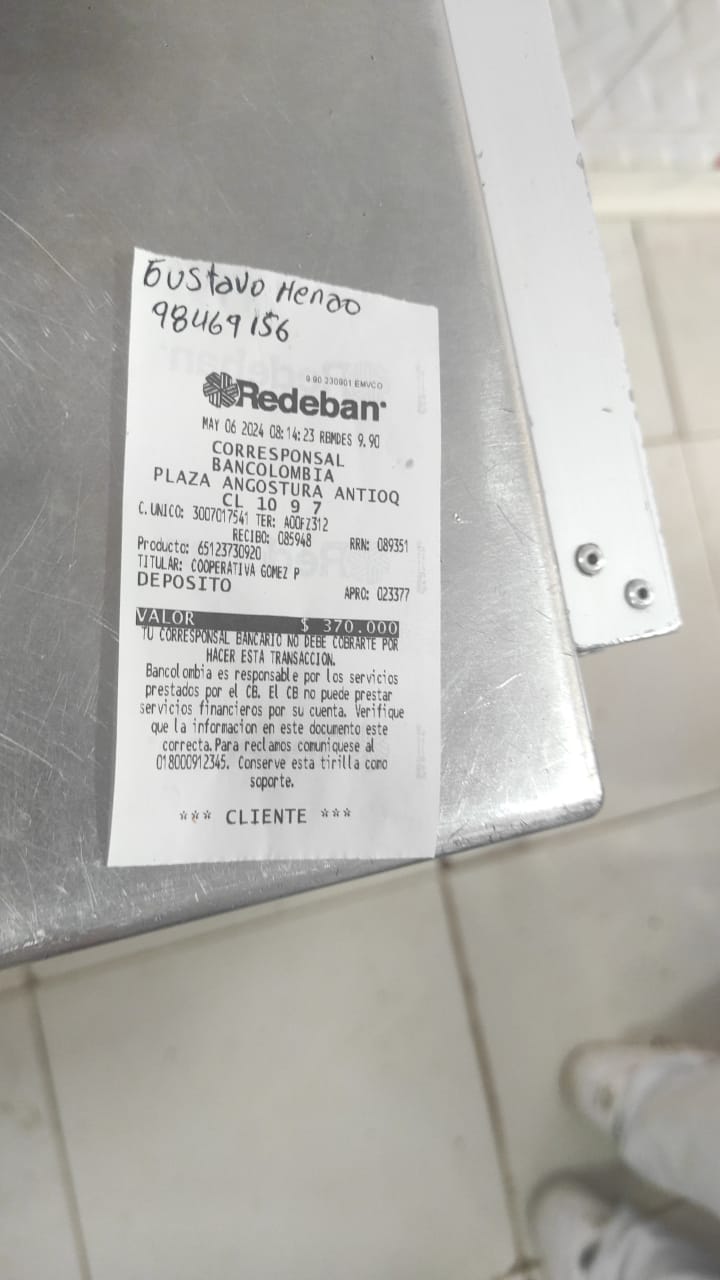 Gustavo Henao
98469156
9.90 230901 EMVCO
Redeban
MAY 06 2024 08:14:23 RBMDES 9.90
CORRESPONSAL
BANCOLOMBIA
PLAZA ANGOSTURA ANTIOQ
CL 10 9 7
C. UNICO: 3007017541 TER: A00FZ312
RECIBO: 085948 RRN: 089351
Producto: 65123730920
TITULAR: COOPERATIVA GOMEZ P
DEPOSITO APRO: 023377
VALOR $ 370.000
TU CORRESPONSAL BANCARIO NO DEBE COBRARTE POR
HACER ESTA TRANSACCION.
Bancolombia es responsable por los servicios
prestados por el CB. El CB no puede prestar
servicios financieros por su cuenta. Verifique
que la informacion en este documento este
correcta.Para reclamos comuniquese al
018000912345. Conserve esta tirilla como
soporte.
*** CLIENTE ***